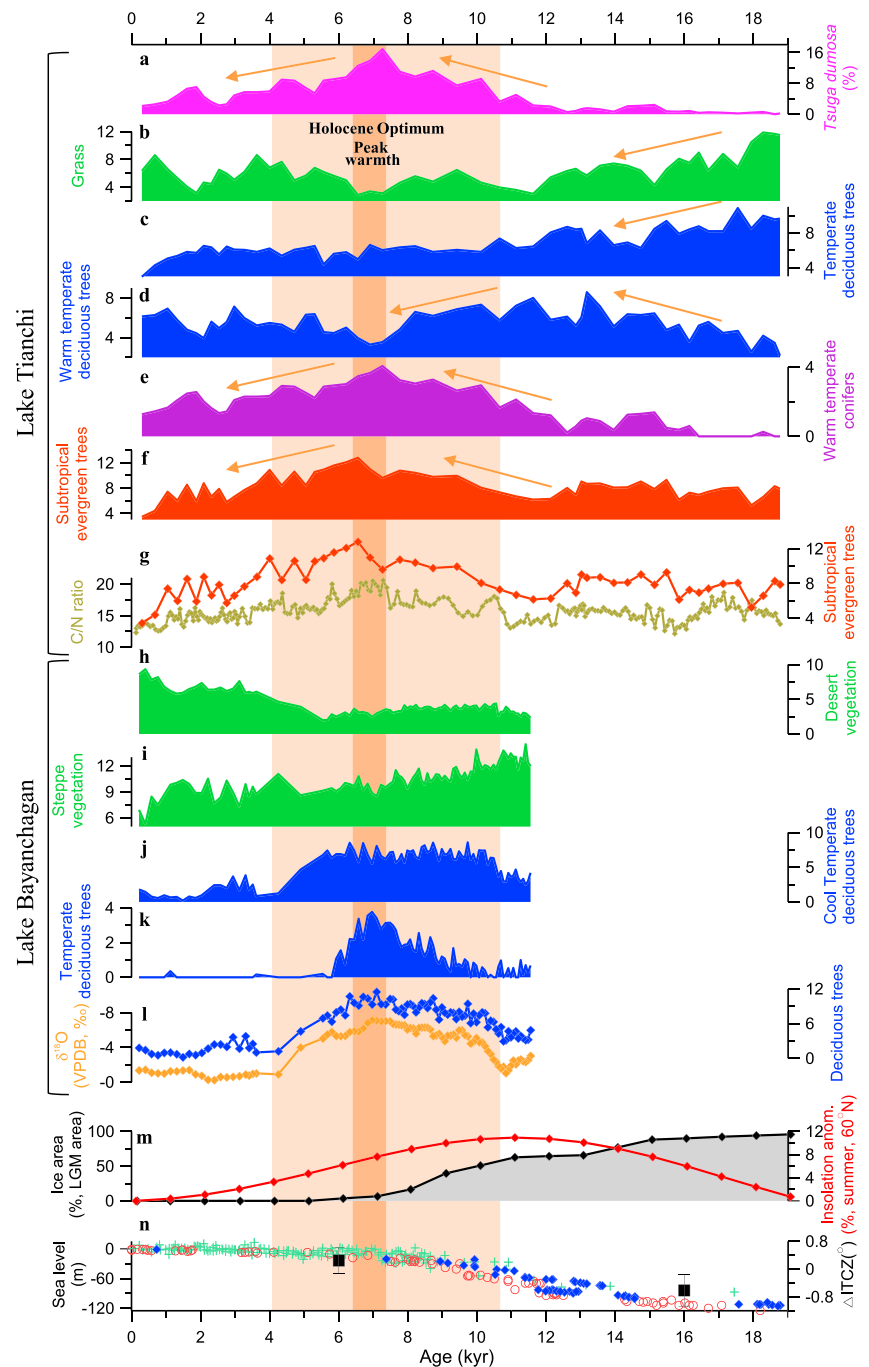 0 2 4 6 8 10 12 14 16 18
Lake Tianchi
a
16
8
0
Tsuga dumosa
(%)
b
12
8
4
Grass
Holocene Optimum
Peak
warmth
c
8
4
Temperate
deciduous trees
d
8
4
Warm temperate
deciduous trees
e
4
0
Warm temperate
conifers
f
12
8
4
Subtropical
evergreen trees
g
20
15
10
C/N ratio
12
8
4
Subtropical
evergreen trees
Lake Bayanchagan
h
10
5
0
Desert
vegetation
i
12
9
6
Steppe
vegetation
j
10
5
0
Cool Temperate
deciduous trees
k
4
2
0
Temperate
deciduous trees
l
-8
-4
-0
δ18O
(VPDB, ‰)
12
6
0
Deciduous trees
m
100
50
0
Ice area
(%, LGM area)
12
8
4
0
Insolation anom.
(%, summer, 60°N)
n
0
-60
-120
Sea level
(m)
0.8
0
-0.8
△ITCZ(°)
0 2 4 6 8 10 12 14 16 18
Age (kyr)